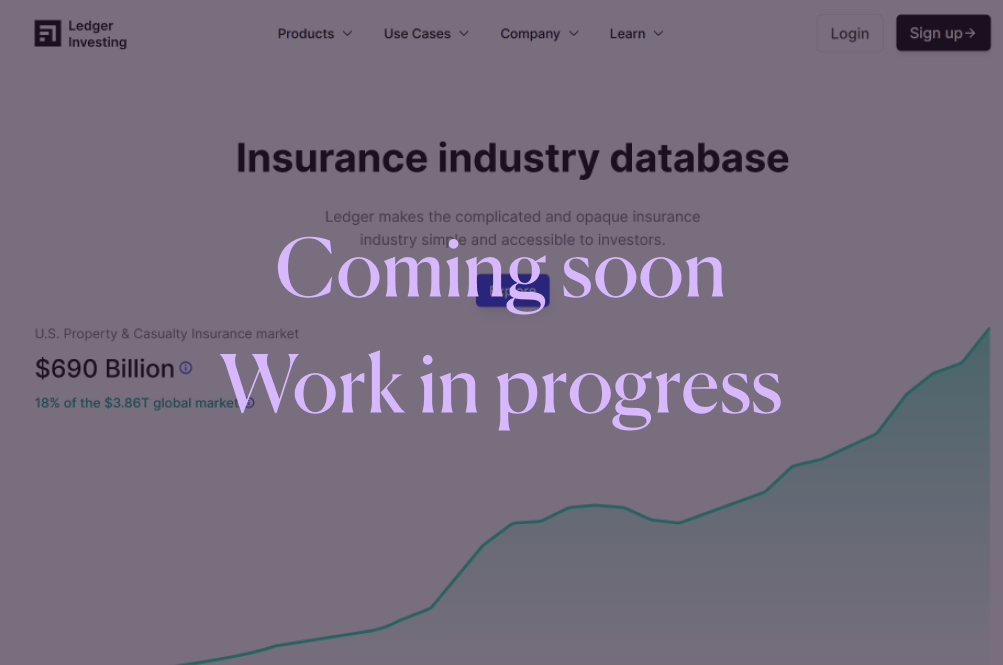 Ledger
Investing
Products
Use Cases
Company
Learn
Login
Sign up→
Insurance industry database
Ledger makes the complicated and opaque insurance
industry simple and accessible to investors.
Coming soon
Explore
U.S. Property & Casualty Insurance market
$690 Billion
Work in progress
18% of the $3.86T global market